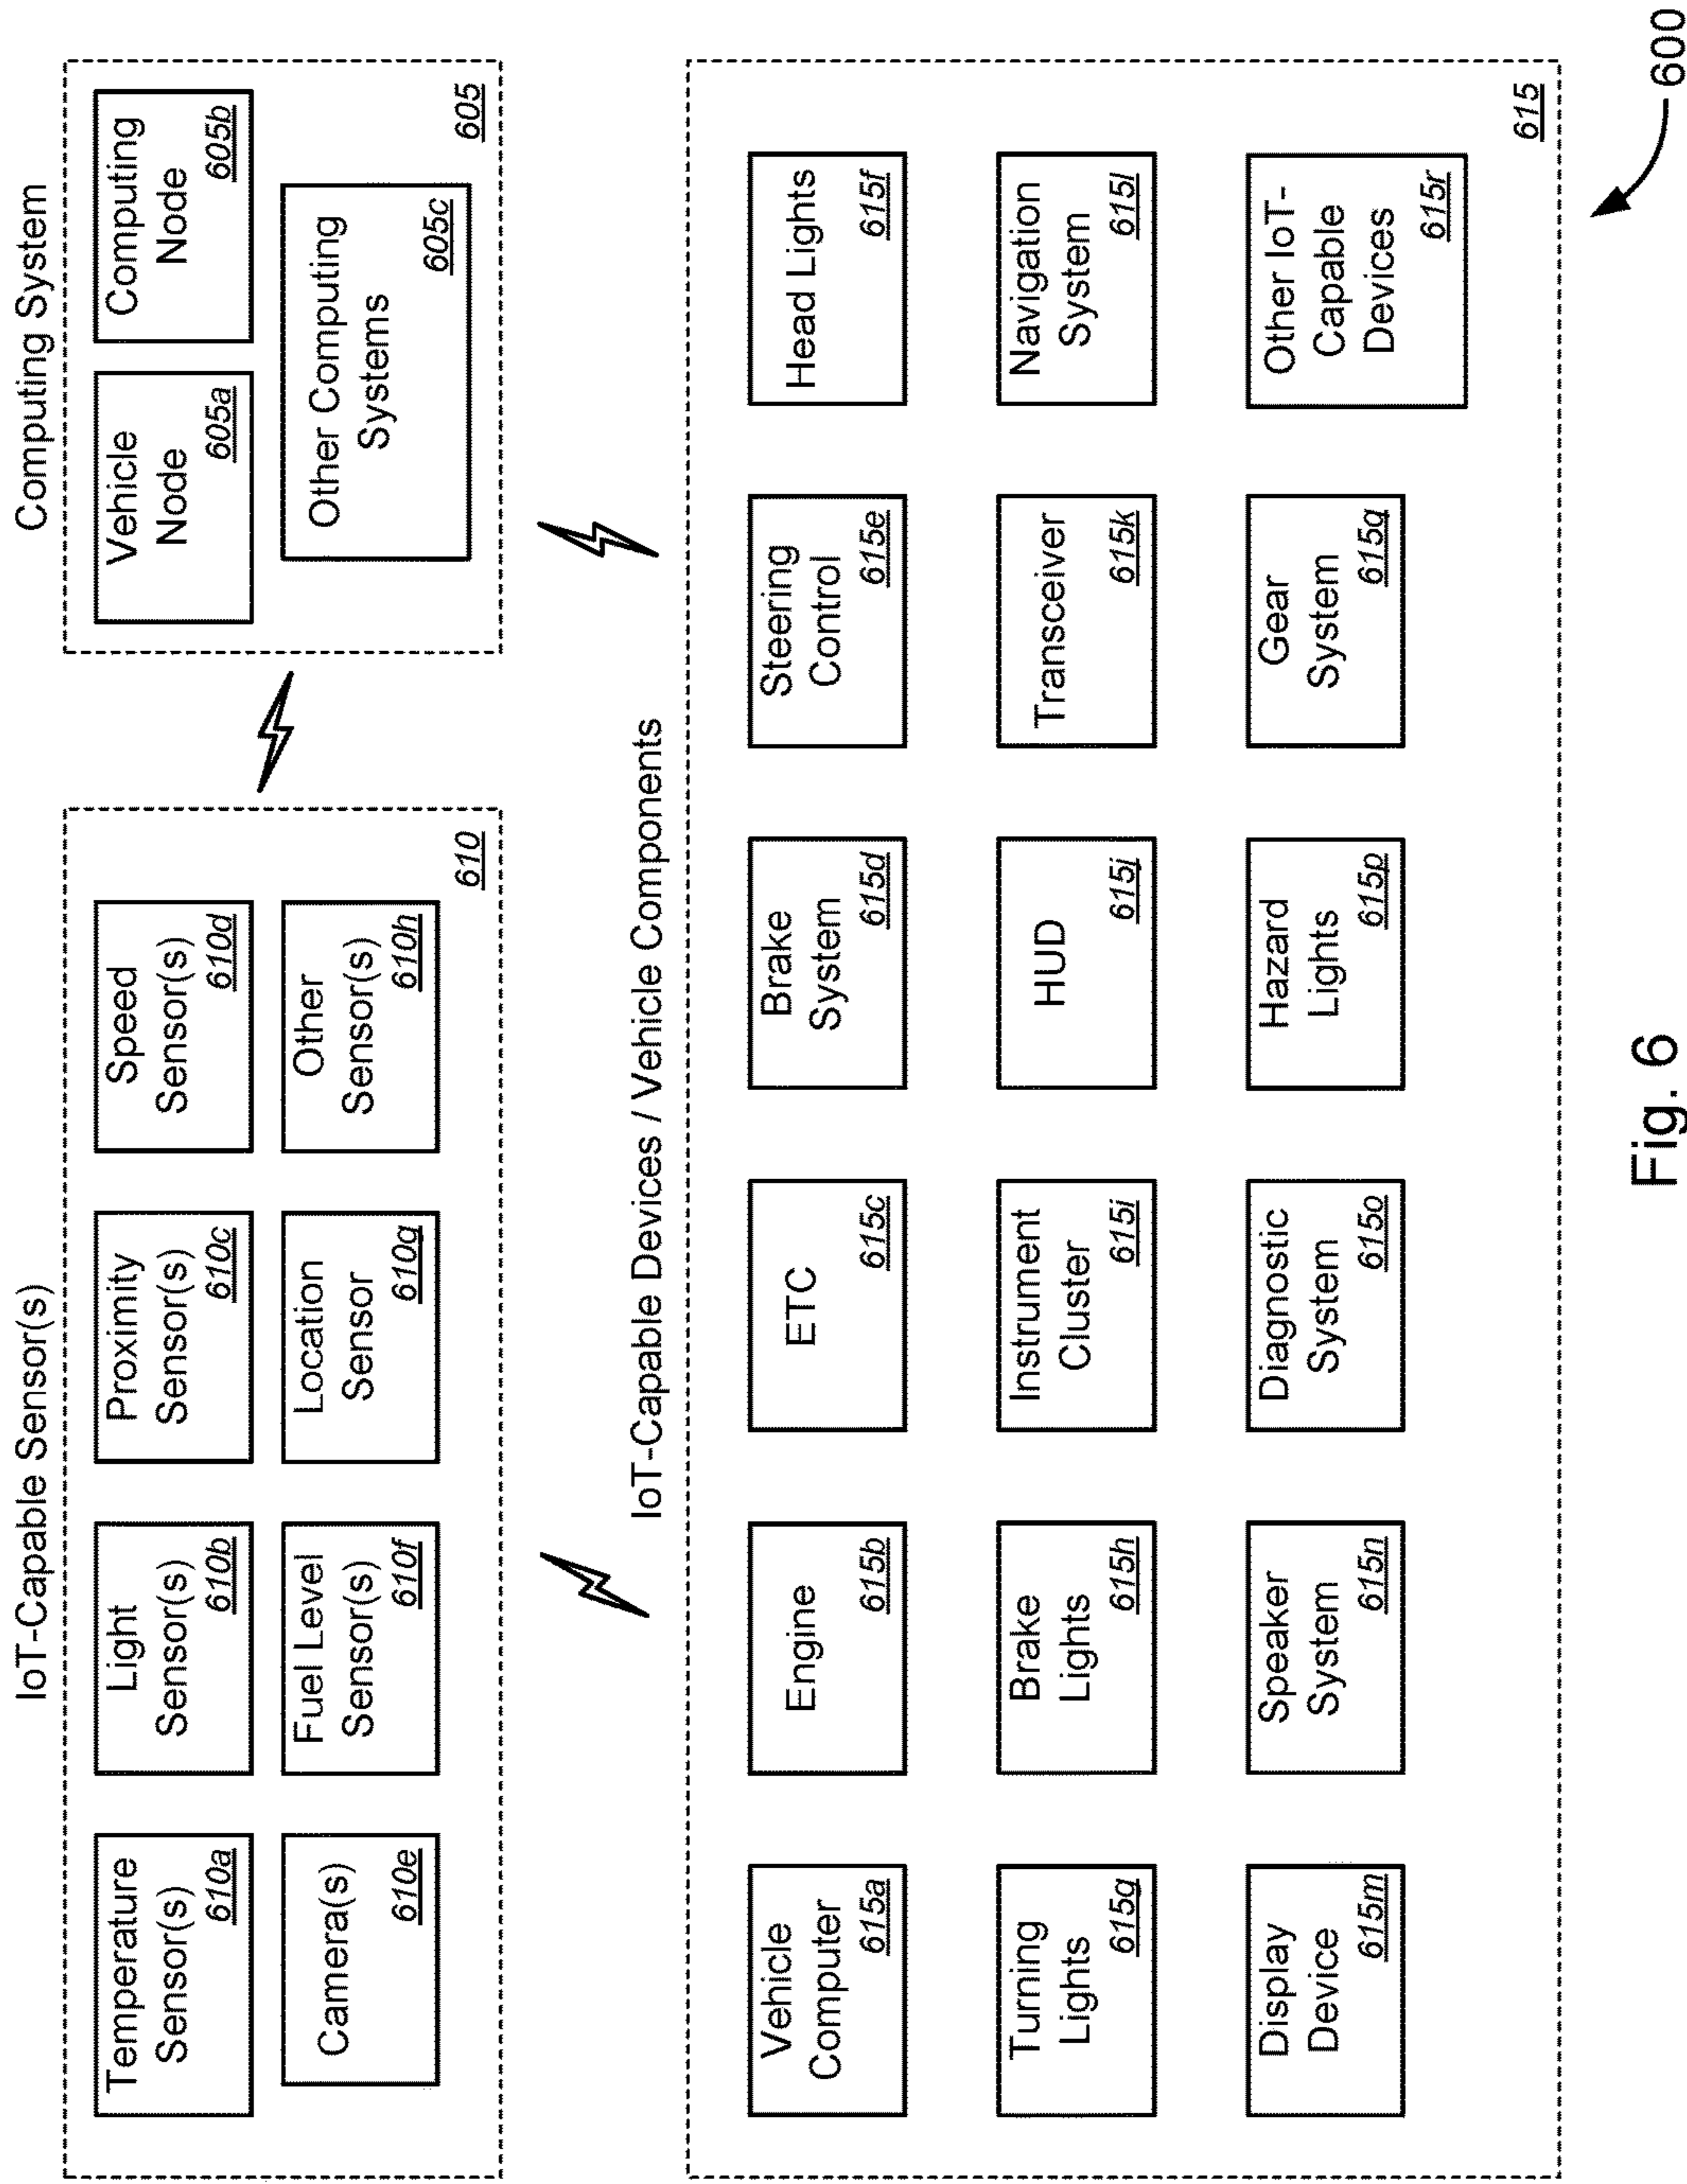 IoT-Capable Sensor(s)
Temperature
Sensor(s)
610a
Light
Sensor(s)
610b
Proximity
Sensor(s)
610c
Speed
Sensor(s)
610d
Camera(s)
610e
Fuel Level
Sensor(s)
610f
Location
Sensor
610g
Other
Sensor(s)
610h
610
Computing System
Vehicle
Node
605a
Computing
Node
605b
Other Computing
Systems
605c
605
IoT-Capable Devices / Vehicle Components
Vehicle
Computer
615a
Engine
615b
ETC
615c
Brake
System
615d
Steering
Control
615e
Head Lights
615f
Turning
Lights
615g
Brake
Lights
615h
Instrument
Cluster
615i
HUD
615j
Transceiver
615k
Navigation
System
615l
Display
Device
615m
Speaker
System
615n
Diagnostic
System
615o
Hazard
Lights
615p
Gear
System
615q
Other IoT-
Capable
Devices
615r
615
600
Fig. 6